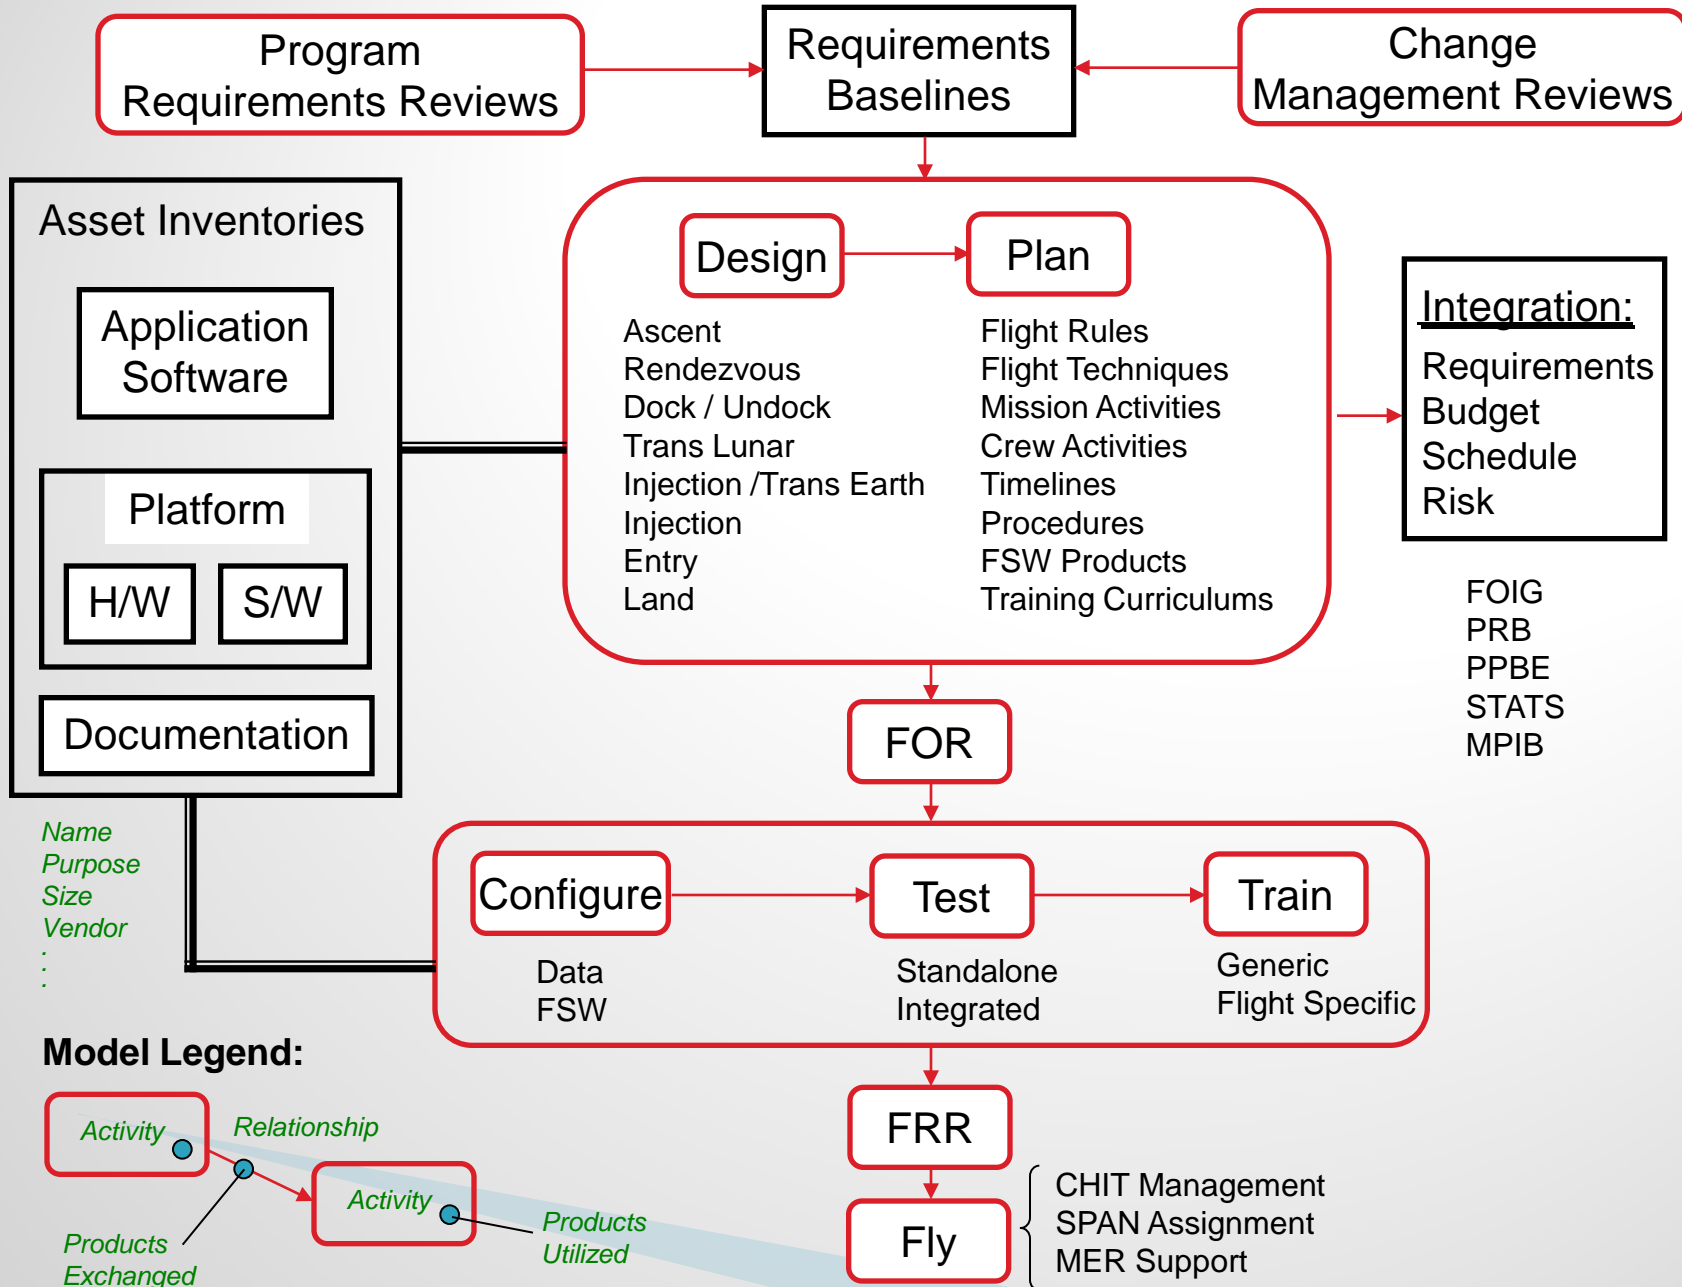 Program
Requirements Reviews
Requirements
Baselines
Change
Management Reviews
Asset Inventories
Application
Software
Platform
H/W
S/W
Documentation
Name
Purpose
Size
Vendor
.
.
.
Design
Plan
Ascent
Rendezvous
Dock / Undock
Trans Lunar
Injection /Trans Earth
Injection
Entry
Land
Flight Rules
Flight Techniques
Mission Activities
Crew Activities
Timelines
Procedures
FSW Products
Training Curriculums
Integration:
Requirements
Budget
Schedule
Risk
FOIG
PRB
PPBE
STATS
MPIB
FOR
Configure
Test
Train
Data
FSW
Standalone
Integrated
Generic
Flight Specific
FRR
Fly
CHIT Management
SPAN Assignment
MER Support
Model Legend:
Activity
Relationship
Activity
Products
Exchanged
Products
Utilized